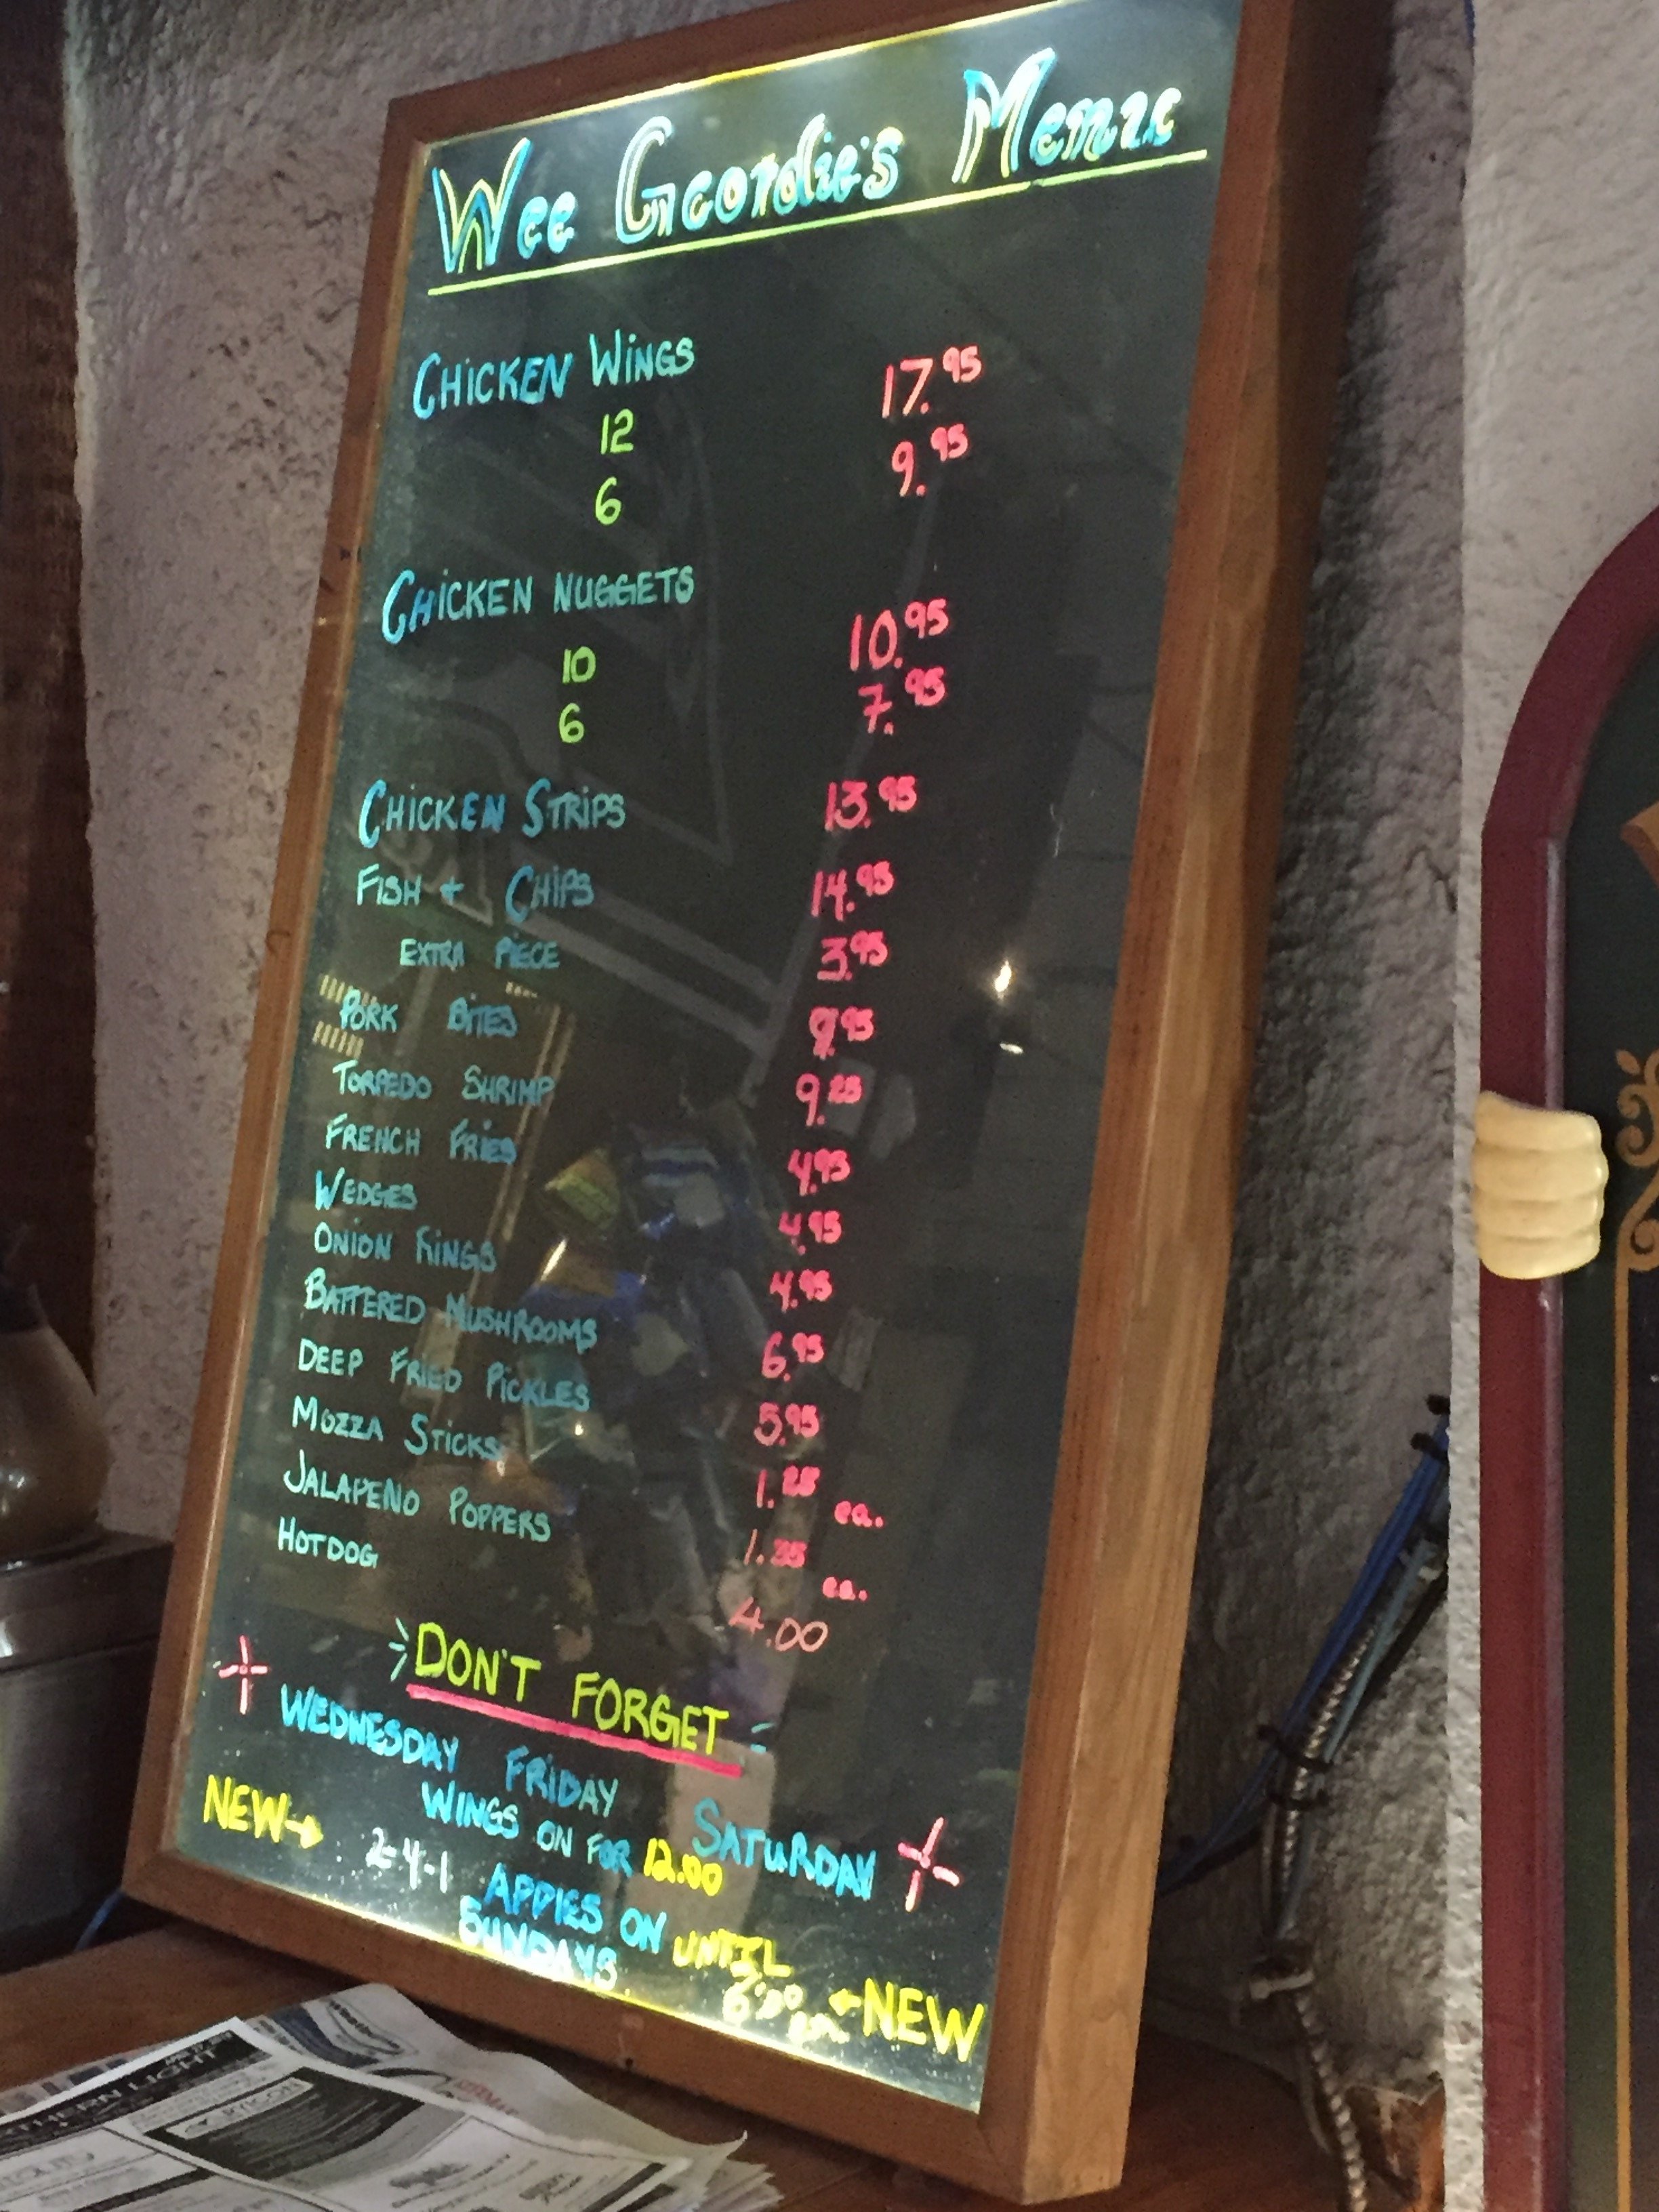 Wee Geordie's Menu
CHICKEN WINGS
12 17.95
6 9.95
CHICKEN NUGGETS
10 10.95
6 7.95
CHICKEN STRIPS 13.95
FISH + CHIPS 14.95
EXTRA PIECE 3.95
PORK BITES 9.95
TORPEDO SHRIMP 9.25
FRENCH FRIES 4.95
WEDGES 4.95
ONION RINGS 4.95
BATTERED MUSHROOMS 6.95
DEEP FRIED PICKLES 5.95
MOZZA STICKS 1.25 ea.
JALAPEÑO POPPERS 1.35 ea.
HOTDOG 4.00
DON'T FORGET
WEDNESDAY FRIDAY SATURDAY
WINGS ON FOR 12.00
NEW→ 2-4-1 APPIES ON
SUNDAYS UNTIL
6:00 pm ←NEW